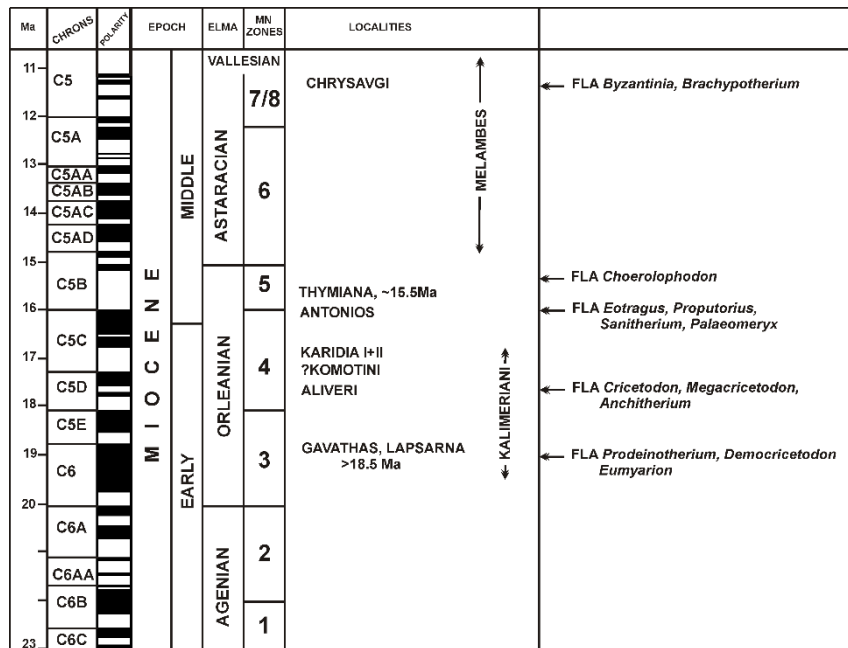 Ma CHRONS POLARITY EPOCH ELMA MN ZONES LOCALITIES
11
12
13
14
15
16
17
18
19
20
23
C5
C5A
C5AA
C5AB
C5AC
C5AD
C5B
C5C
C5D
C5E
C6
C6A
C6AA
C6B
C6C
MIOCENE
MIDDLE
EARLY
VALLESIAN
ASTARACIAN
ORLEANIAN
AGENIAN
7/8
6
5
4
3
2
1
CHRYSAVGI
THYMIANA, ~15.5Ma
ANTONIOS
KARIDIA I+II
?KOMOTINI
ALIVERI
GAVATHAS, LAPSARNA
>18.5 Ma
MELAMBES
KALIMERIANI
FLA Byzantinia, Brachypotherium
FLA Choerolophodon
FLA Eotragus, Proputorius,
Sanitherium, Palaeomeryx
FLA Cricetodon, Megacricetodon,
Anchitherium
FLA Prodeinotherium, Democricetodon
Eumyarion